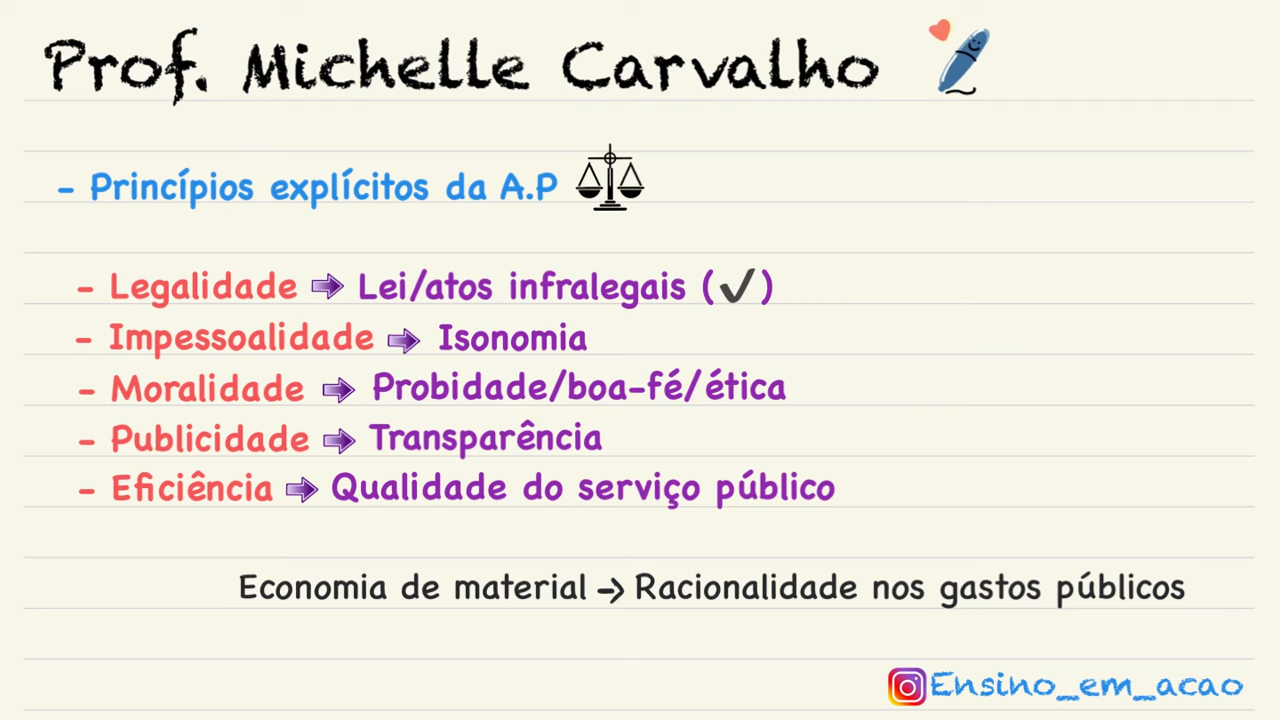 Prof. Michelle Carvalho
- Princípios explícitos da A.P
- Legalidade ➡ Lei/atos infralegais (✓)
- Impessoalidade ➡ Isonomia
- Moralidade ➡ Probidade/boa-fé/ética
- Publicidade ➡ Transparência
- Eficiência ➡ Qualidade do serviço público
Economia de material → Racionalidade nos gastos públicos
Ensino_em_acao